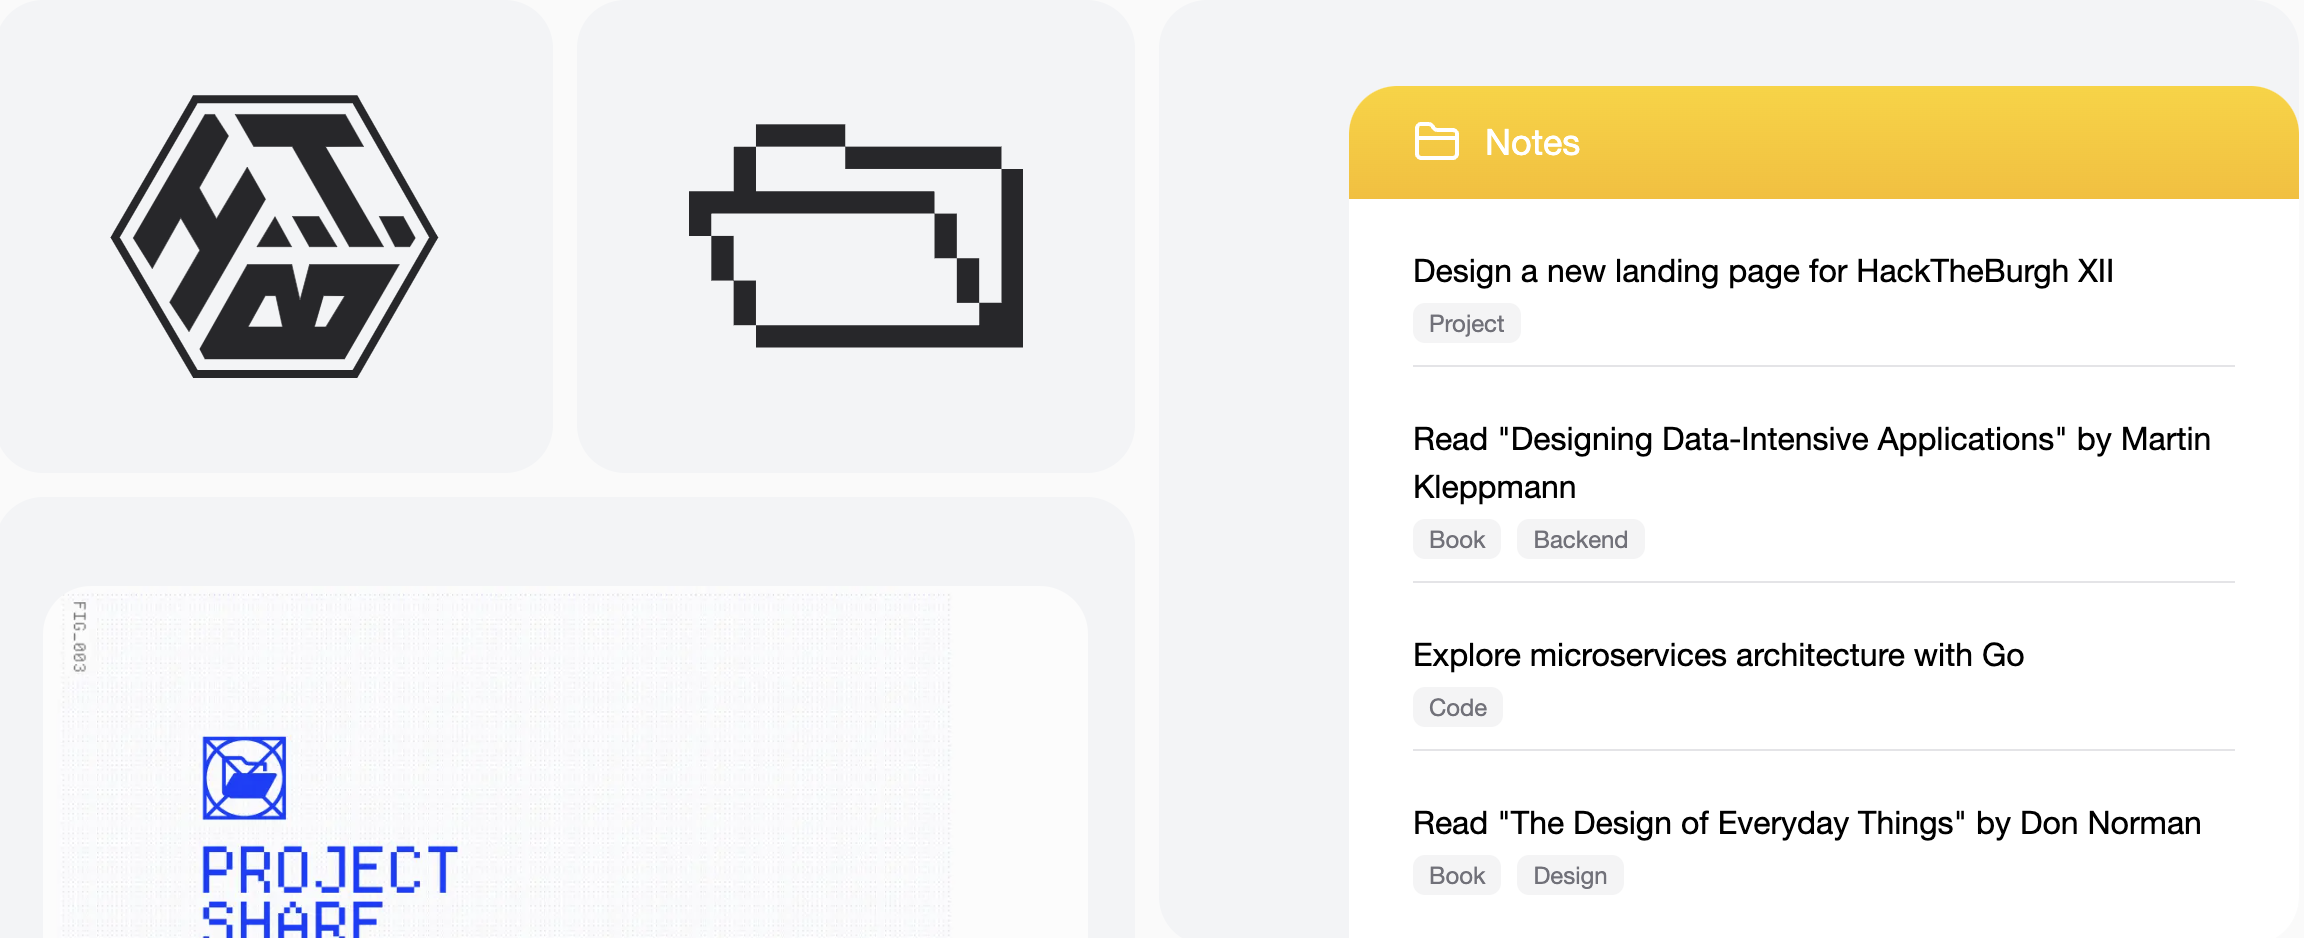 H.T.B
FIG_003
PROJECT
SHARE
Notes
Design a new landing page for HackTheBurgh XII
Project
Read "Designing Data-Intensive Applications" by Martin
Kleppmann
Book Backend
Explore microservices architecture with Go
Code
Read "The Design of Everyday Things" by Don Norman
Book Design